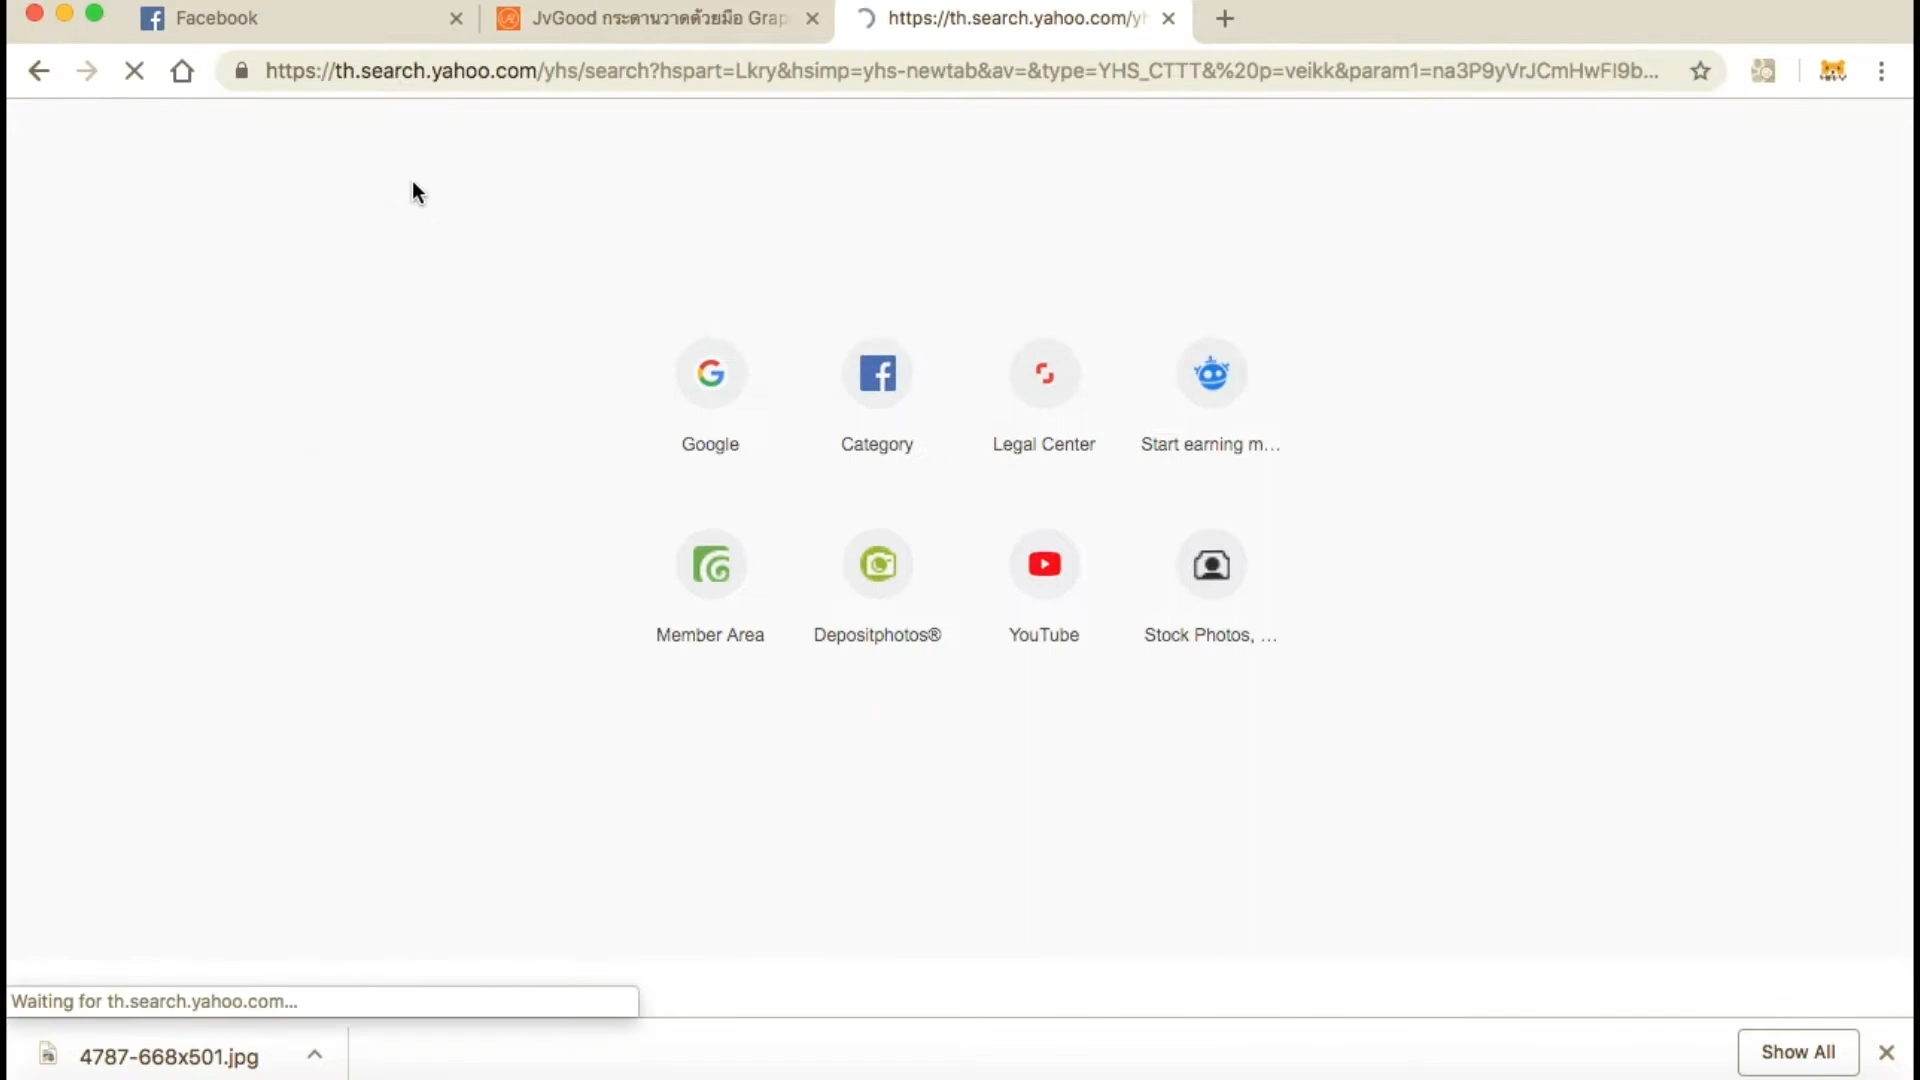 Facebook
JvGood กระดานวาดด้วยมือ Grap
https://th.search.yahoo.com/yh
https://th.search.yahoo.com/yhs/search?hspart=Lkry&hsimp=yhs-newtab&av=&type=YHS_CTTT&%20p=veikk&param1=na3P9yVrJCmHwFI9b...
Google
Category
Legal Center
Start earning m...
Member Area
Depositphotos®
YouTube
Stock Photos, ...
Waiting for th.search.yahoo.com...
4787-668x501.jpg
Show All